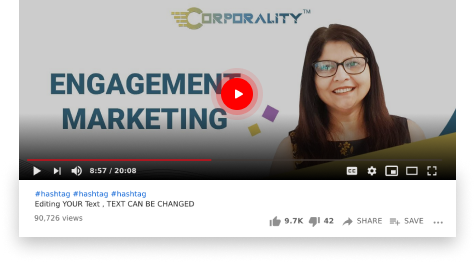 CORPORALITY™
ENGAGEMENT
MARKETING
8:57 / 20:08
CC
#hashtag #hashtag #hashtag
Editing YOUR Text , TEXT CAN BE CHANGED
90,726 views
9.7K 42 SHARE SAVE